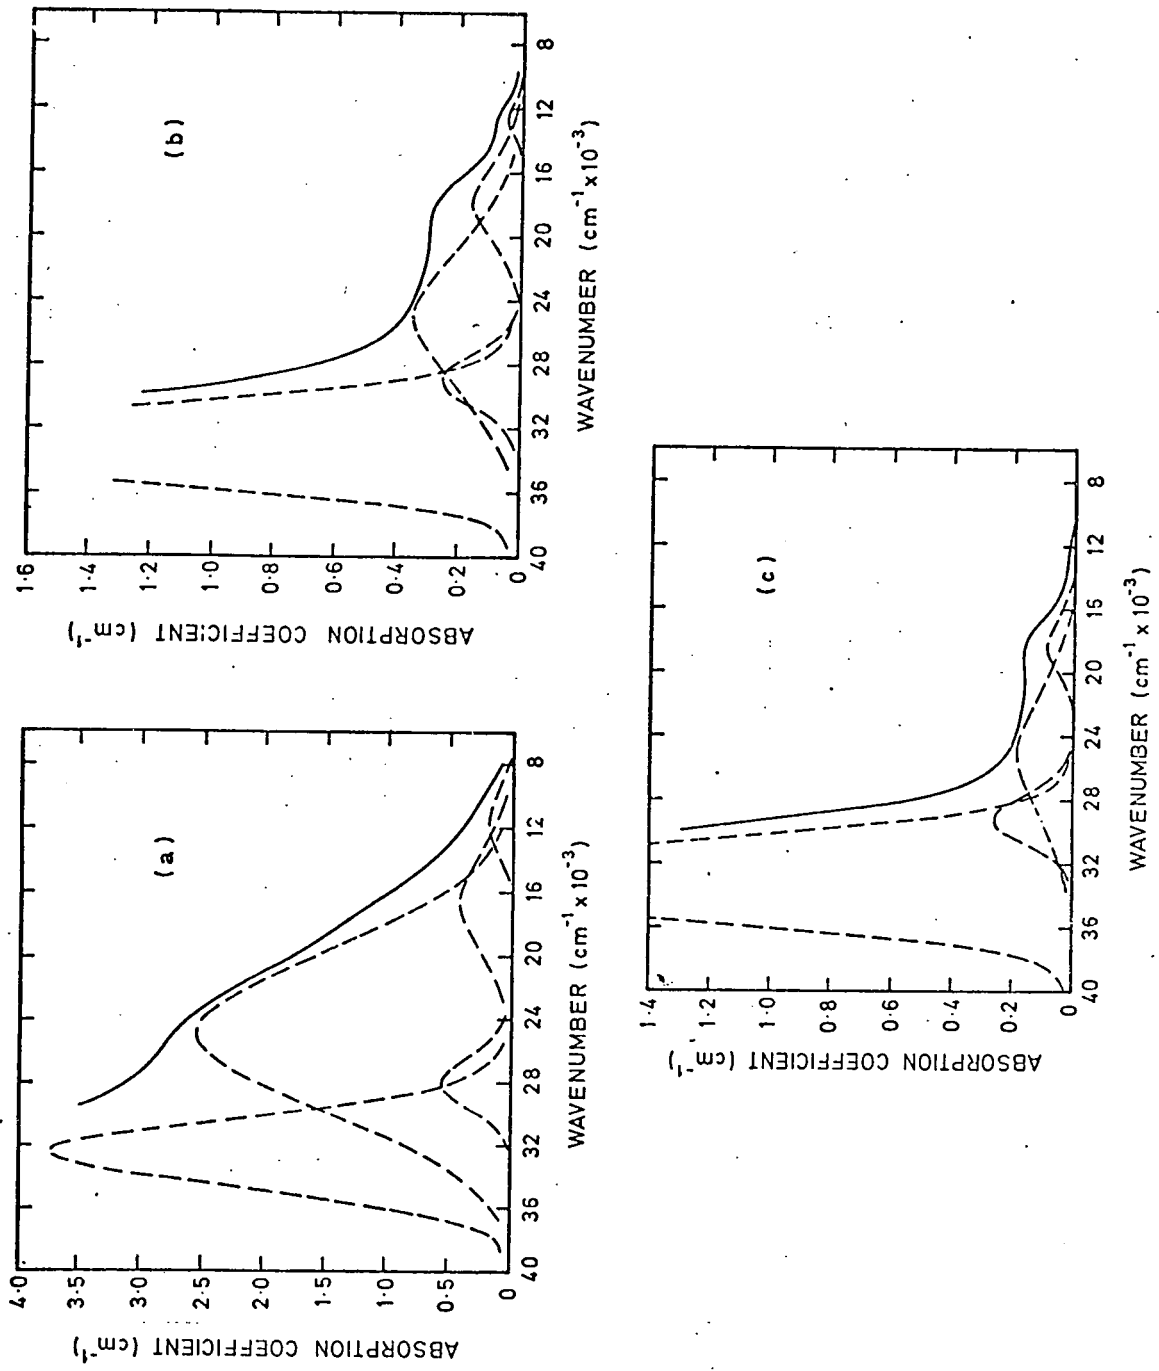 (a)
4·0
3·5
3·0
2·5
2·0
1·5
1·0
0·5
0
ABSORPTION COEFFICIENT (cm⁻¹)
40 36 32 28 24 20 16 12 8
WAVENUMBER (cm⁻¹ x 10⁻³)
(b)
1·6
1·4
1·2
1·0
0·8
0·6
0·4
0·2
0
ABSORPTION COEFFICIENT (cm⁻¹)
40 36 32 28 24 20 16 12 8
WAVENUMBER (cm⁻¹ x 10⁻³)
(c)
1·4
1·2
1·0
0·8
0·6
0·4
0·2
0
ABSORPTION COEFFICIENT (cm⁻¹)
40 36 32 28 24 20 16 12 8
WAVENUMBER (cm⁻¹ x 10⁻³)